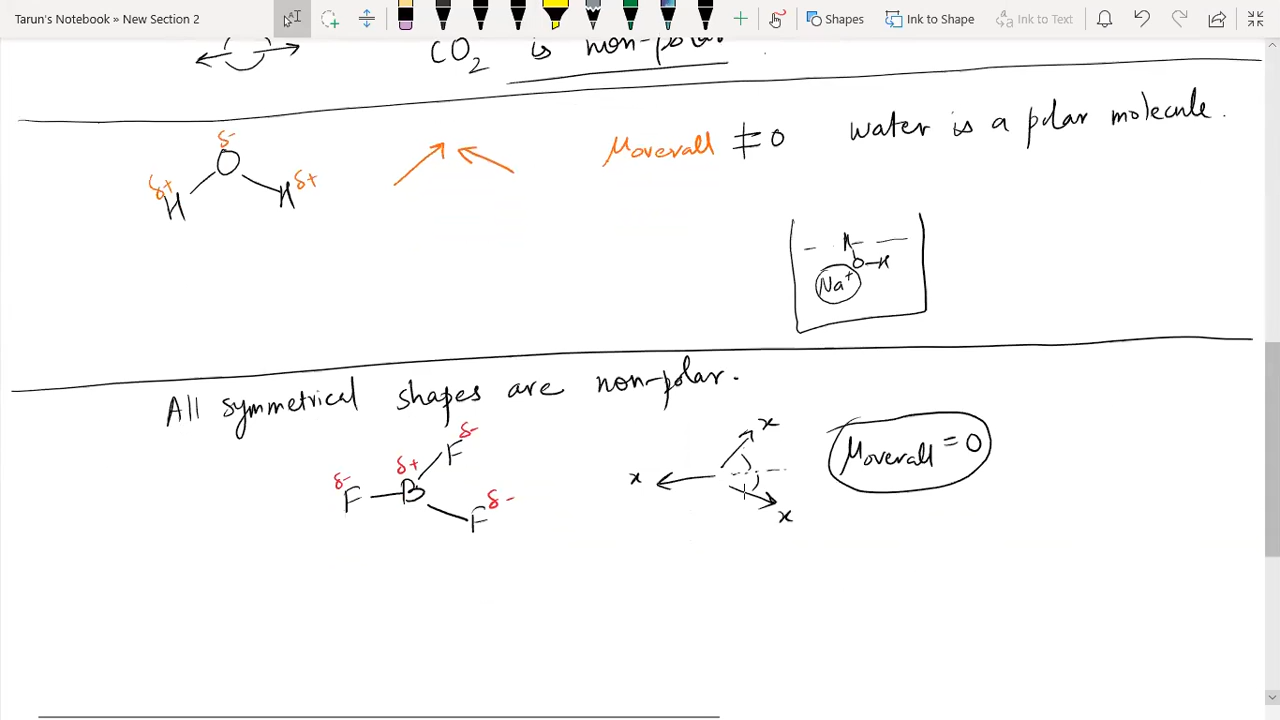 Tarun's Notebook » New Section 2
Shapes
Ink to Shape
Ink to Text
CO2 is non-polar.
δ-
O
δ+ H
H δ+
μoverall ≠ 0
water is a polar molecule.
H
O-H
Na+
All symmetrical shapes are non-polar.
δ- F
δ+ B
F δ-
F δ-
x
x
x
μoverall = 0